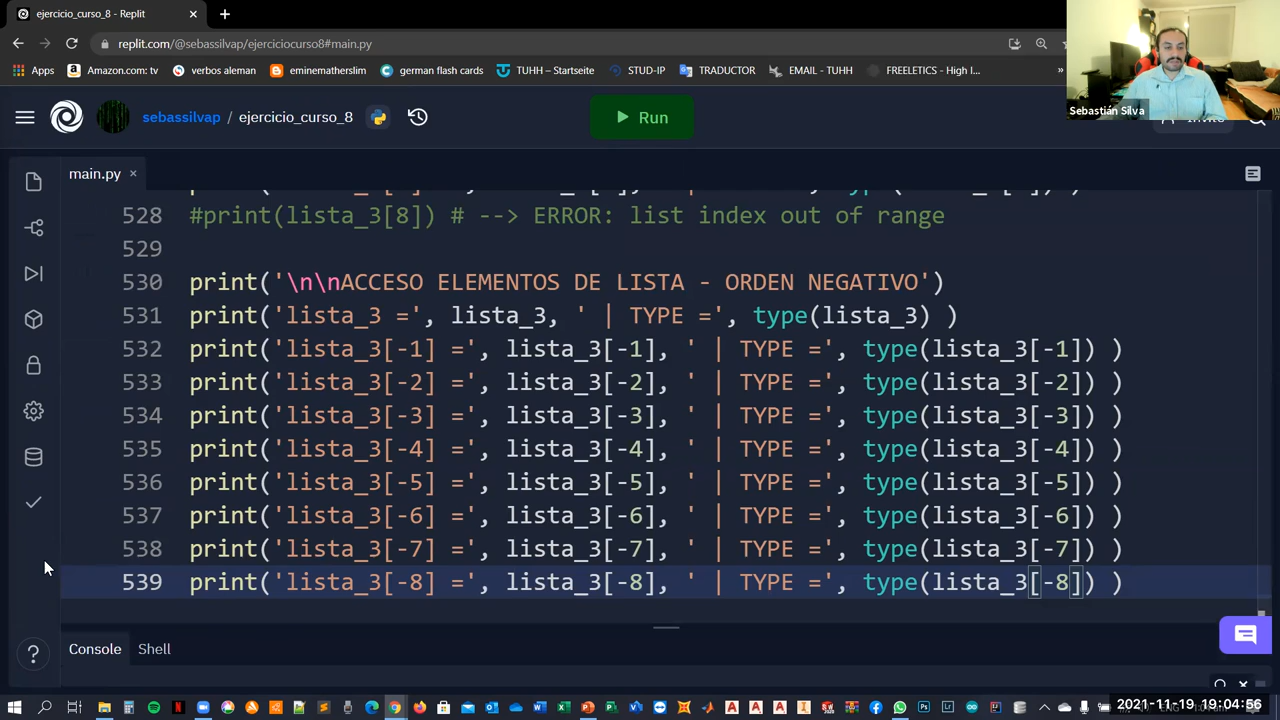 ejercicio_curso_8 - Replit
replit.com/@sebassilvap/ejerciciocurso8#main.py
Apps Amazon.com: tv verbos aleman eminematherslim german flash cards TUHH – Startseite STUD-IP TRADUCTOR EMAIL - TUHH FREELETICS - High I... »
Sebastián Silva
sebassilvap / ejercicio_curso_8
Run
main.py
528 #print(lista_3[8]) # --> ERROR: list index out of range
529
530 print('\n\nACCESO ELEMENTOS DE LISTA - ORDEN NEGATIVO')
531 print('lista_3 =', lista_3, ' | TYPE =', type(lista_3) )
532 print('lista_3[-1] =', lista_3[-1], ' | TYPE =', type(lista_3[-1]) )
533 print('lista_3[-2] =', lista_3[-2], ' | TYPE =', type(lista_3[-2]) )
534 print('lista_3[-3] =', lista_3[-3], ' | TYPE =', type(lista_3[-3]) )
535 print('lista_3[-4] =', lista_3[-4], ' | TYPE =', type(lista_3[-4]) )
536 print('lista_3[-5] =', lista_3[-5], ' | TYPE =', type(lista_3[-5]) )
537 print('lista_3[-6] =', lista_3[-6], ' | TYPE =', type(lista_3[-6]) )
538 print('lista_3[-7] =', lista_3[-7], ' | TYPE =', type(lista_3[-7]) )
539 print('lista_3[-8] =', lista_3[-8], ' | TYPE =', type(lista_3[-8]) )
Console Shell
2021-11-19 19:04:56